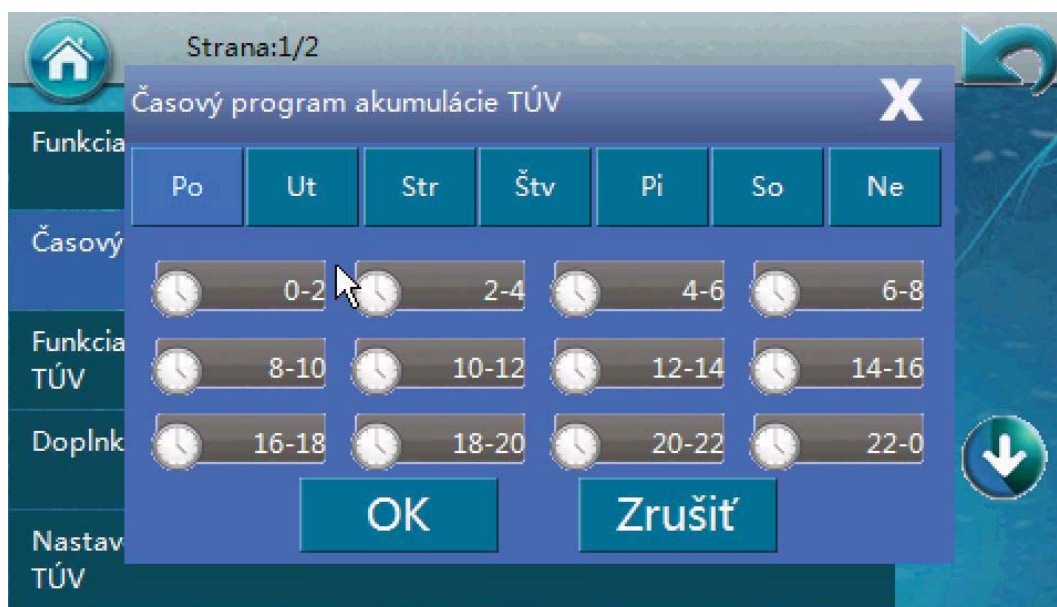 Strana:1/2
Časový program akumulácie TÚV
X
Po Ut Str Štv Pi So Ne
0-2 2-4 4-6 6-8
8-10 10-12 12-14 14-16
16-18 18-20 20-22 22-0
OK Zrušiť
Funkcia
Časový
Funkcia
TÚV
Doplnk
Nastav
TÚV